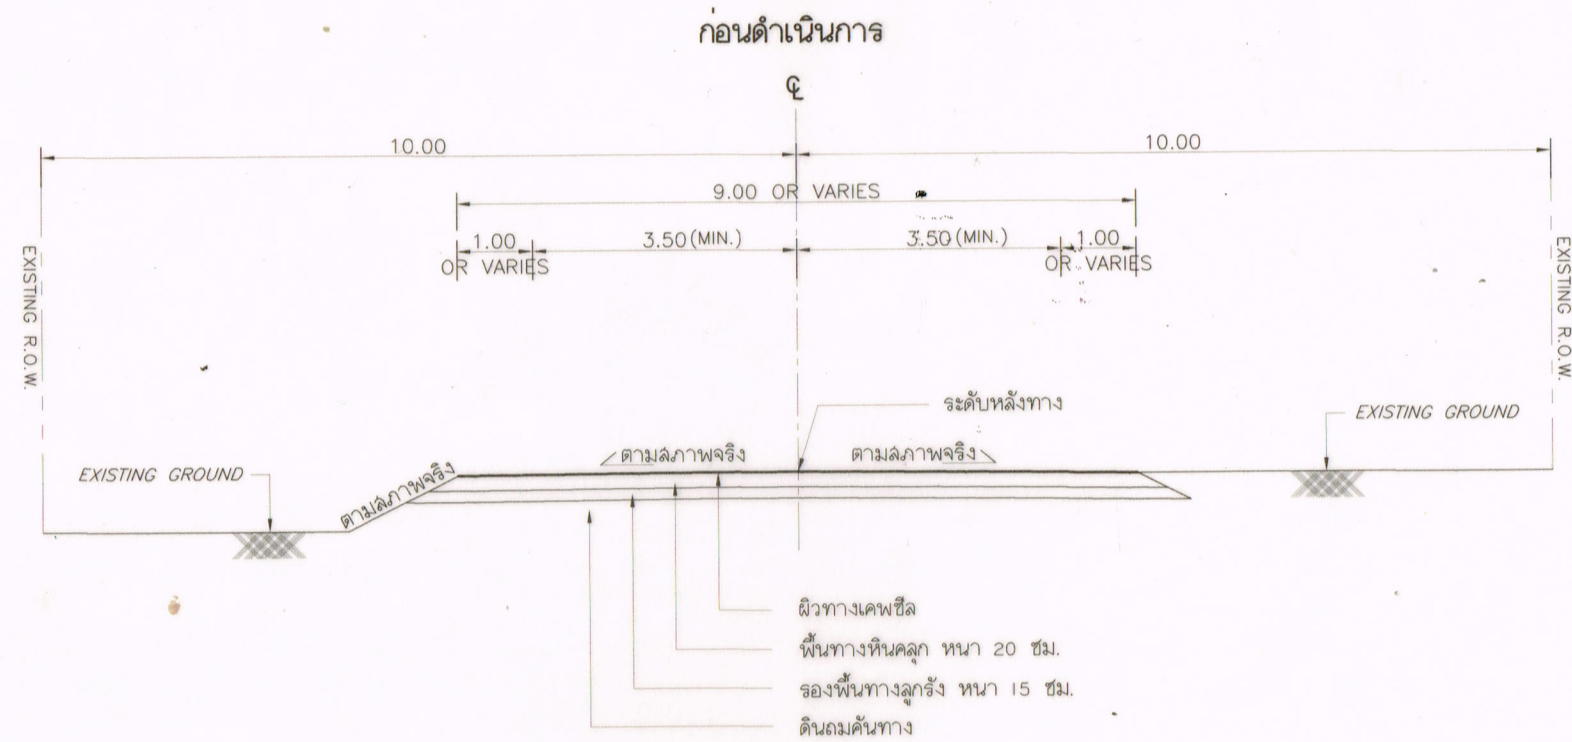 ก่อนดำเนินการ
℄
10.00
10.00
9.00 OR VARIES
1.00
OR VARIES
3.50(MIN.)
3.50(MIN.)
1.00
OR VARIES
EXISTING R.O.W.
EXISTING R.O.W.
ระดับหลังทาง
EXISTING GROUND
ตามสภาพจริง
ตามสภาพจริง
EXISTING GROUND
ตามสภาพจริง
ผิวทางเคพซีล
พื้นทางหินคลุก หนา 20 ซม.
รองพื้นทางลูกรัง หนา 15 ซม.
ดินถมคันทาง